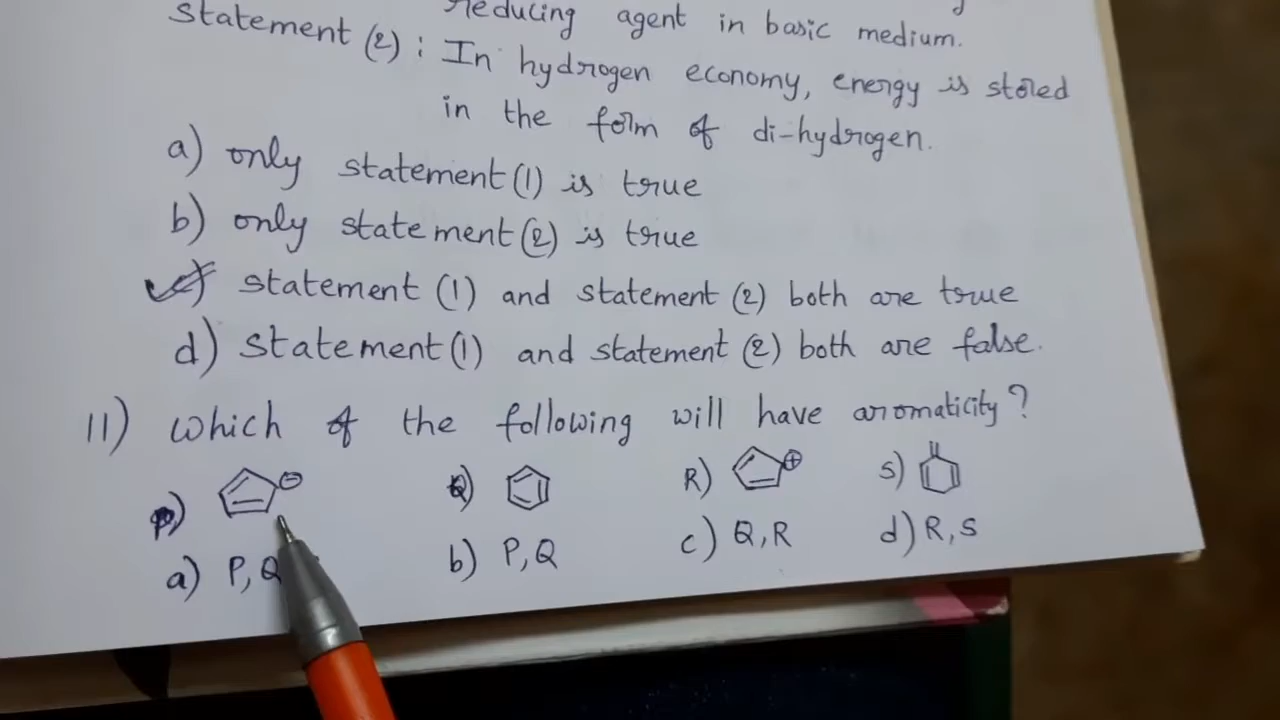 reducing agent in basic medium.
Statement (2) : In hydrogen economy, energy is stored
in the form of di-hydrogen.
a) only statement (1) is true
b) only statement (2) is true
statement (1) and statement (2) both are true
d) statement (1) and statement (2) both are false.
11) which of the following will have aromaticity?
P) ⊖ Q) R) ⊕ S)
a) P,Q b) P,Q c) Q,R d) R,S